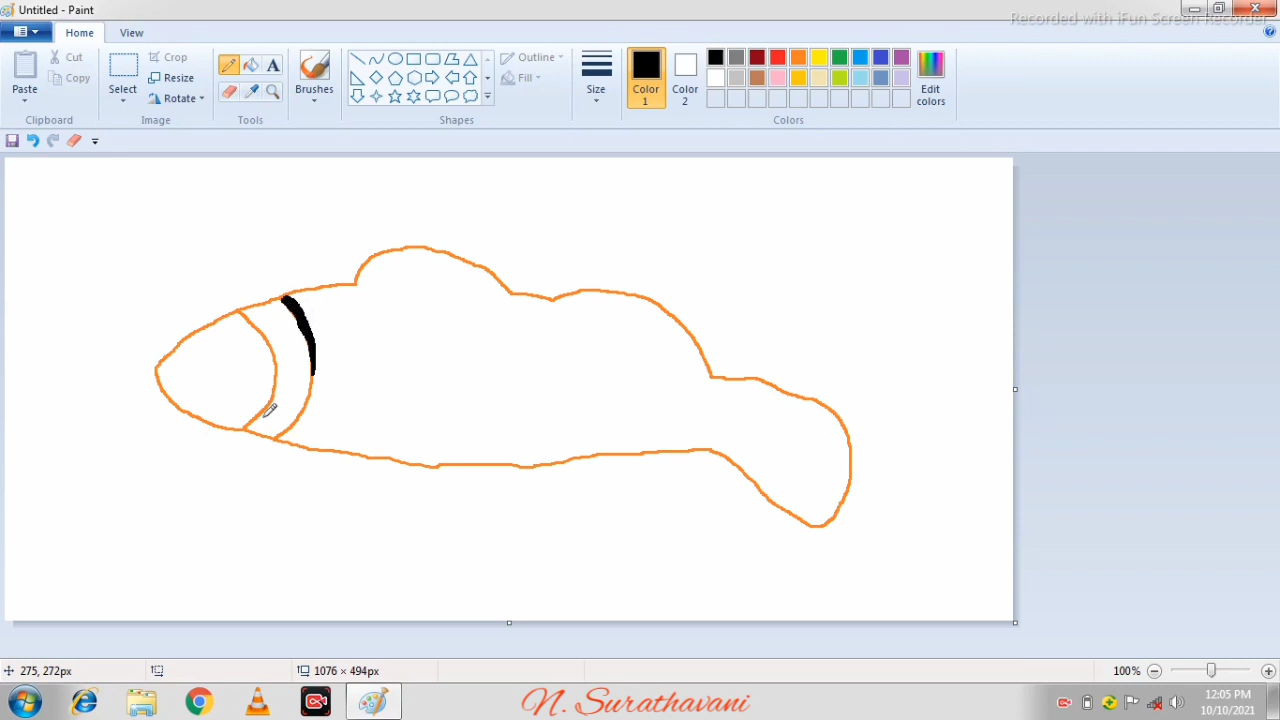 Untitled - Paint
Recorded with iFun Screen Recorder
Home View
Paste
Cut
Copy
Clipboard
Select
Crop
Resize
Rotate
Image
A
Tools
Brushes
Outline
Fill
Shapes
Size
Color 1
Color 2
Edit colors
Colors
275, 272px
1076 × 494px
100%
N. Surathavani
12:05 PM
10/10/2021